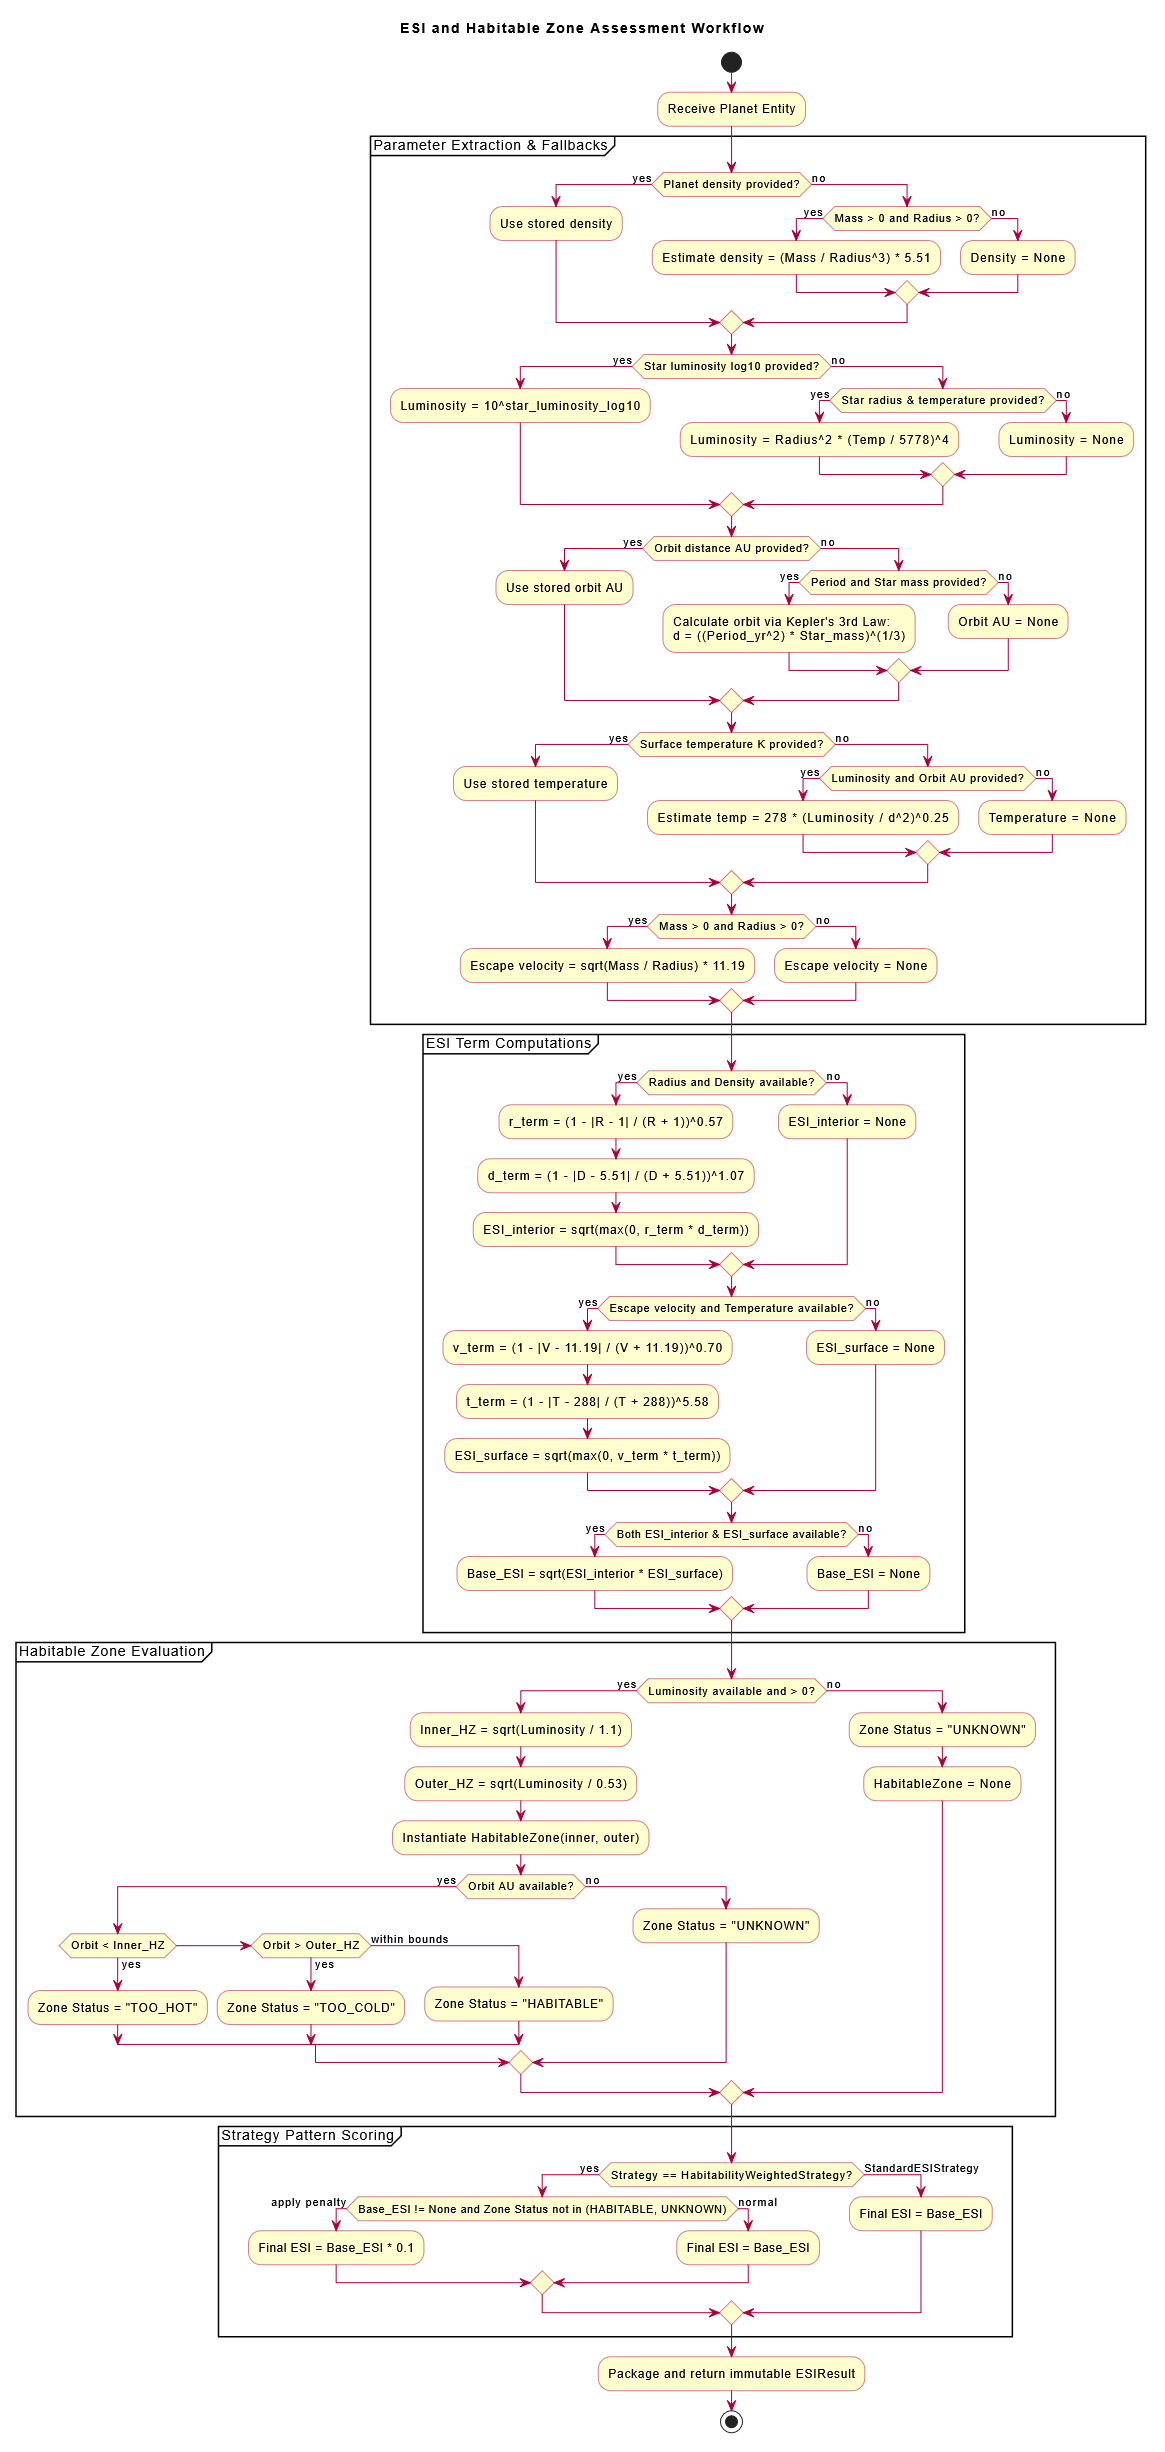 ESI and Habitable Zone Assessment Workflow
Receive Planet Entity
Parameter Extraction & Fallbacks
yes
Planet density provided?
no
Use stored density
yes
Mass > 0 and Radius > 0?
no
Estimate density = (Mass / Radius^3) * 5.51
Density = None
yes
Star luminosity log10 provided?
no
Luminosity = 10^star_luminosity_log10
yes
Star radius & temperature provided?
no
Luminosity = Radius^2 * (Temp / 5778)^4
Luminosity = None
yes
Orbit distance AU provided?
no
Use stored orbit AU
yes
Period and Star mass provided?
no
Calculate orbit via Kepler's 3rd Law:
d = ((Period_yr^2) * Star_mass)^(1/3)
Orbit AU = None
yes
Surface temperature K provided?
no
Use stored temperature
yes
Luminosity and Orbit AU provided?
no
Estimate temp = 278 * (Luminosity / d^2)^0.25
Temperature = None
yes
Mass > 0 and Radius > 0?
no
Escape velocity = sqrt(Mass / Radius) * 11.19
Escape velocity = None
ESI Term Computations
yes
Radius and Density available?
no
r_term = (1 - |R - 1| / (R + 1))^0.57
ESI_interior = None
d_term = (1 - |D - 5.51| / (D + 5.51))^1.07
ESI_interior = sqrt(max(0, r_term * d_term))
yes
Escape velocity and Temperature available?
no
v_term = (1 - |V - 11.19| / (V + 11.19))^0.70
ESI_surface = None
t_term = (1 - |T - 288| / (T + 288))^5.58
ESI_surface = sqrt(max(0, v_term * t_term))
yes
Both ESI_interior & ESI_surface available?
no
Base_ESI = sqrt(ESI_interior * ESI_surface)
Base_ESI = None
Habitable Zone Evaluation
yes
Luminosity available and > 0?
no
Inner_HZ = sqrt(Luminosity / 1.1)
Zone Status = "UNKNOWN"
Outer_HZ = sqrt(Luminosity / 0.53)
HabitableZone = None
Instantiate HabitableZone(inner, outer)
yes
Orbit AU available?
no
Zone Status = "UNKNOWN"
Orbit < Inner_HZ
Orbit > Outer_HZ
within bounds
yes
yes
Zone Status = "TOO_HOT"
Zone Status = "TOO_COLD"
Zone Status = "HABITABLE"
Strategy Pattern Scoring
yes
Strategy == HabitabilityWeightedStrategy?
StandardESIStrategy
apply penalty
Base_ESI != None and Zone Status not in (HABITABLE, UNKNOWN)
normal
Final ESI = Base_ESI
Final ESI = Base_ESI * 0.1
Final ESI = Base_ESI
Package and return immutable ESIResult